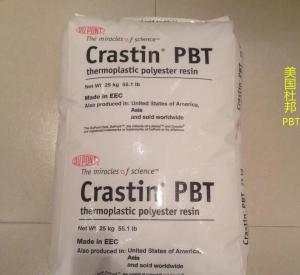 DUPONT
The miracles of science™
Crastin® PBT
thermoplastic polyester resin
Net Wt 25 kg 55.1 lb
Made in EEC
Also produced in: United States of America,
Asia
and sold worldwide
DUPONT
The miracles of science™
Crastin® PBT
thermoplastic polyester resin
Net Wt 25 kg 55.1 lb
Made in EEC
Also produced in: United States of America,
Asia
and sold worldwide
美国杜邦
PBT